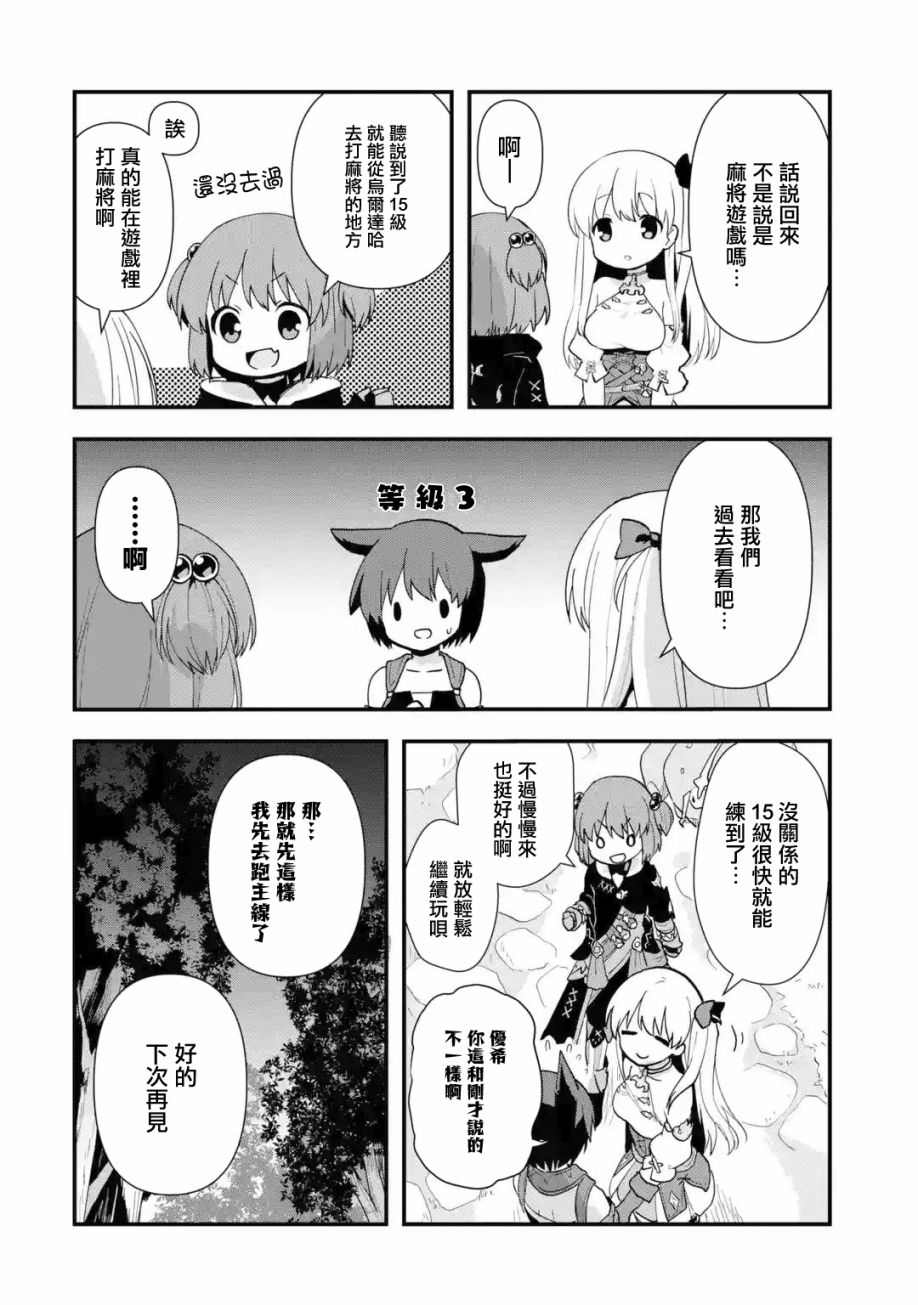 話說回來
不是說是
麻將遊戲嗎…
啊—
聽説到了15級
就能從烏爾達哈
去打麻將的地方
還沒去過
誒
真的能在遊戲裡
打麻將啊
那我們
過去看看吧…
等級3
……啊
沒關係的
15級很快就能
練到了…
不過慢慢來
也挺好的啊
就放輕鬆
繼續玩唄
優希
你這和剛才說的
不一樣啊
那…
那就先這樣
我先去跑主線了
好的
下次再見